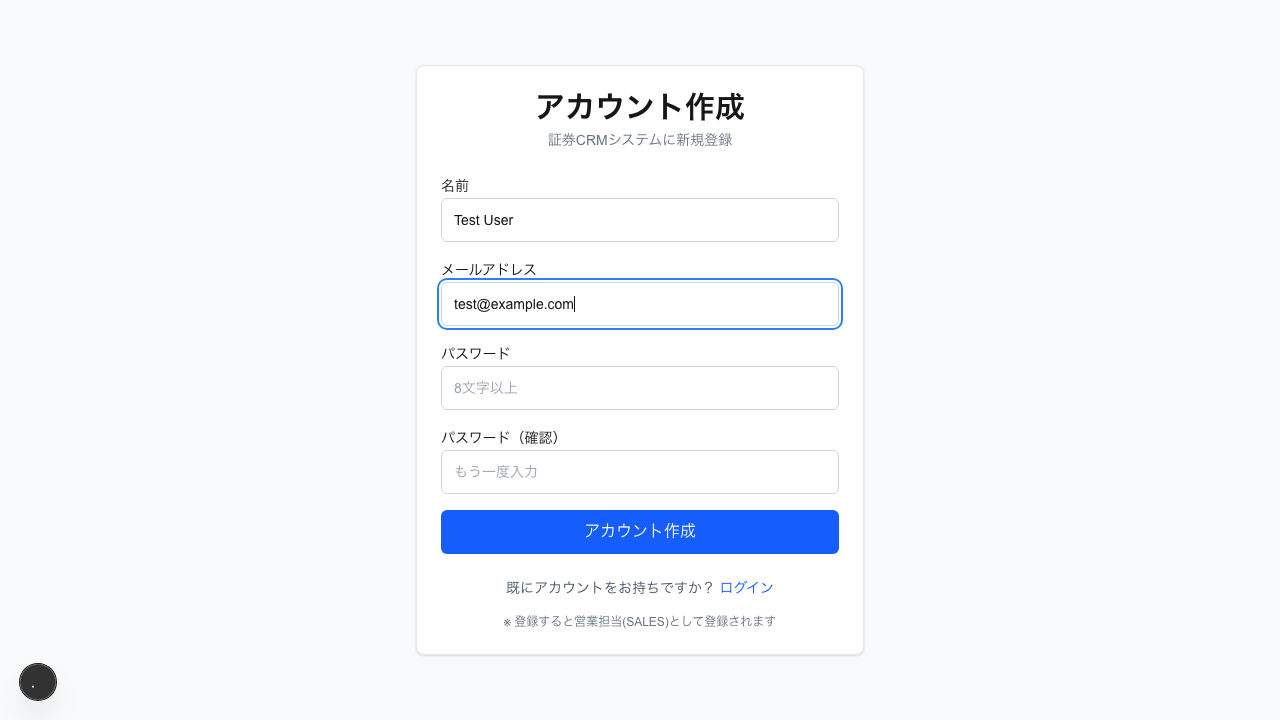 アカウント作成
証券CRMシステムに新規登録
名前
Test User
メールアドレス
test@example.com
パスワード
8文字以上
パスワード（確認）
もう一度入力
アカウント作成
既にアカウントをお持ちですか？ ログイン
※ 登録すると営業担当(SALES)として登録されます